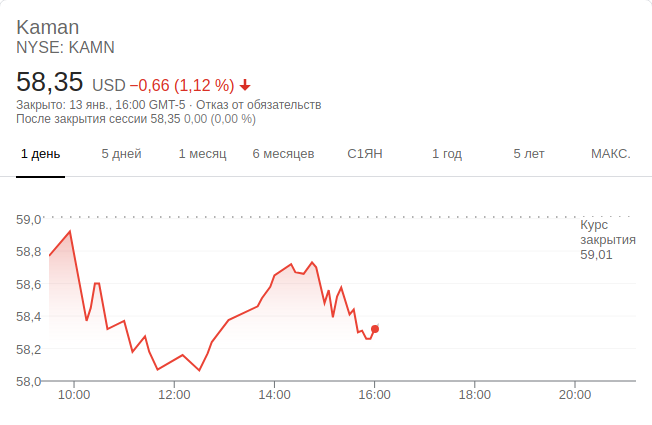 Kaman
NYSE: KAMN
58,35 USD −0,66 (1,12 %)
Закрыто: 13 янв., 16:00 GMT-5 · Отказ от обязательств
После закрытия сессии 58,35 0,00 (0,00 %)
1 день 5 дней 1 месяц 6 месяцев С1ЯН 1 год 5 лет МАКС.
59,0
Курс
закрытия
59,01
58,8
58,6
58,4
58,2
58,0
10:00 12:00 14:00 16:00 18:00 20:00